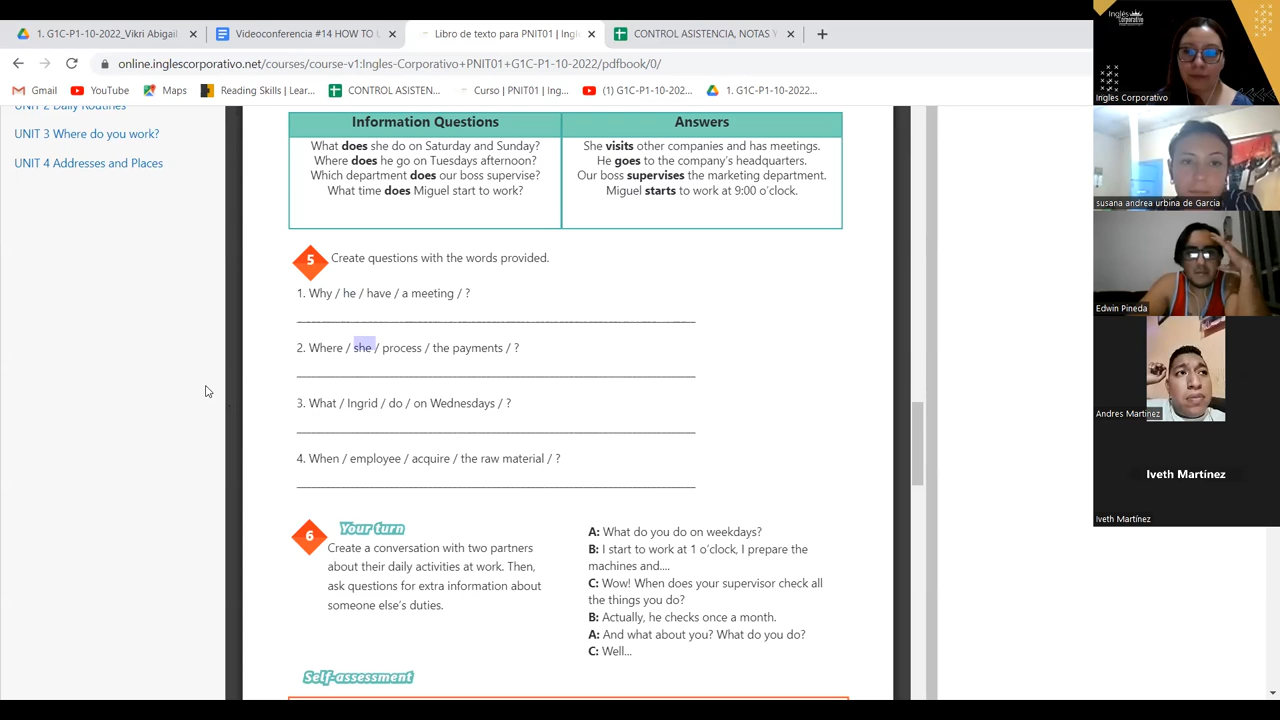 1. G1C-P1-10-2022_Vikri Abigail
Videoconferencia #14 HOW TO U
Libro de texto para PNIT01 | Ingl
CONTROL ASISTENCIA, NOTAS Y
online.inglescorporativo.net/courses/course-v1:Ingles-Corporativo+PNIT01+G1C-P1-10-2022/pdfbook/0/
Gmail
YouTube
Maps
Reading Skills | Lear...
CONTROL ASISTEN...
Curso | PNIT01 | Ing...
(1) G1C-P1-10-2022...
1. G1C-P1-10-2022...
UNIT 2 Daily Routines
UNIT 3 Where do you work?
UNIT 4 Addresses and Places
Information Questions
Answers
What does she do on Saturday and Sunday?
She visits other companies and has meetings.
Where does he go on Tuesdays afternoon?
He goes to the company's headquarters.
Which department does our boss supervise?
Our boss supervises the marketing department.
What time does Miguel start to work?
Miguel starts to work at 9:00 o'clock.
5 Create questions with the words provided.
1. Why / he / have / a meeting / ?
2. Where / she / process / the payments / ?
3. What / Ingrid / do / on Wednesdays / ?
4. When / employee / acquire / the raw material / ?
6 Your turn
Create a conversation with two partners
about their daily activities at work. Then,
ask questions for extra information about
someone else's duties.
A: What do you do on weekdays?
B: I start to work at 1 o'clock, I prepare the
machines and....
C: Wow! When does your supervisor check all
the things you do?
B: Actually, he checks once a month.
A: And what about you? What do you do?
C: Well...
Self-assessment
Inglés
Corporativo
Ingles Corporativo
susana andrea urbina de Garcia
Edwin Pineda
Andres Martinez
Iveth Martínez
Iveth Martínez